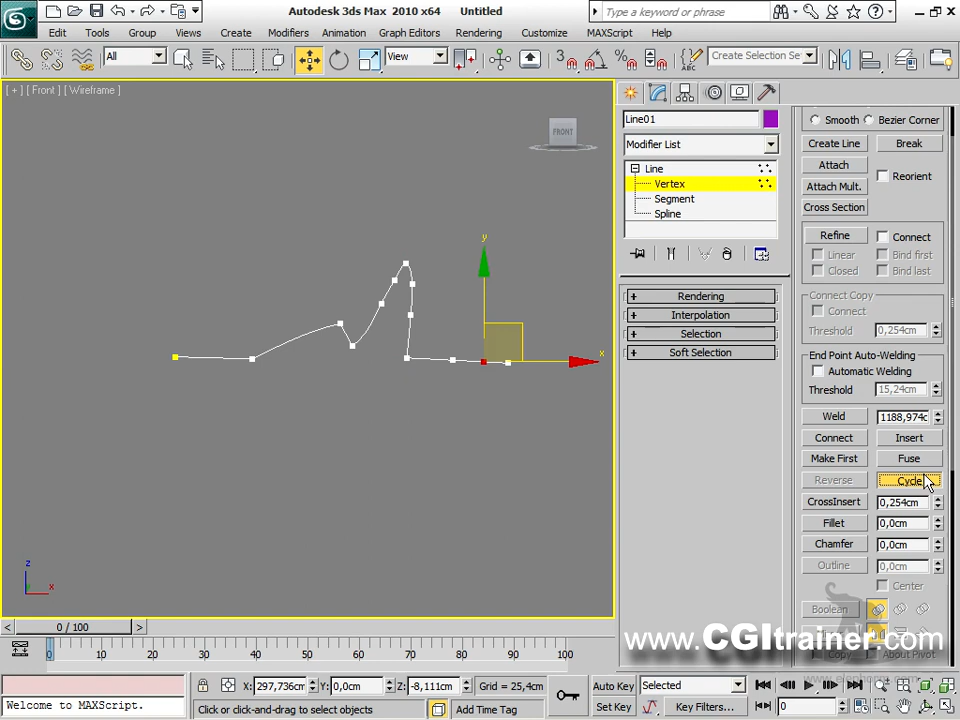 Autodesk 3ds Max 2010 x64 Untitled
Type a keyword or phrase
Edit Tools Group Views Create Modifiers Animation Graph Editors Rendering Customize MAXScript Help
All View 3 Create Selection Se
[ + ] [ Front ] [ Wireframe ]
FRONT
Line01
Modifier List
Line
Vertex
Segment
Spline
+ Rendering
+ Interpolation
+ Selection
+ Soft Selection
Smooth Bezier Corner
Create Line Break
Attach
Reorient
Attach Mult.
Cross Section
Refine Connect
Linear Bind first
Closed Bind last
Connect Copy
Connect
Threshold 0,254cm
End Point Auto-Welding
Automatic Welding
Threshold 15,24cm
Weld 1188,974c
Connect Insert
Make First Fuse
Reverse Cycle
CrossInsert 0,254cm
Fillet 0,0cm
Chamfer 0,0cm
Outline 0,0cm
Center
Boolean
Copy About Pivot
y
x
z
x
www.CGItrainer.com
< 0 / 100 >
0 10 20 30 40 50 60 70 80 90 100
X: 297,736cm Y: 0,0cm Z: -8,111cm Grid = 25,4cm
Auto Key Selected
Welcome to MAXScript.
Click or click-and-drag to select objects
Add Time Tag
Set Key Key Filters... 0